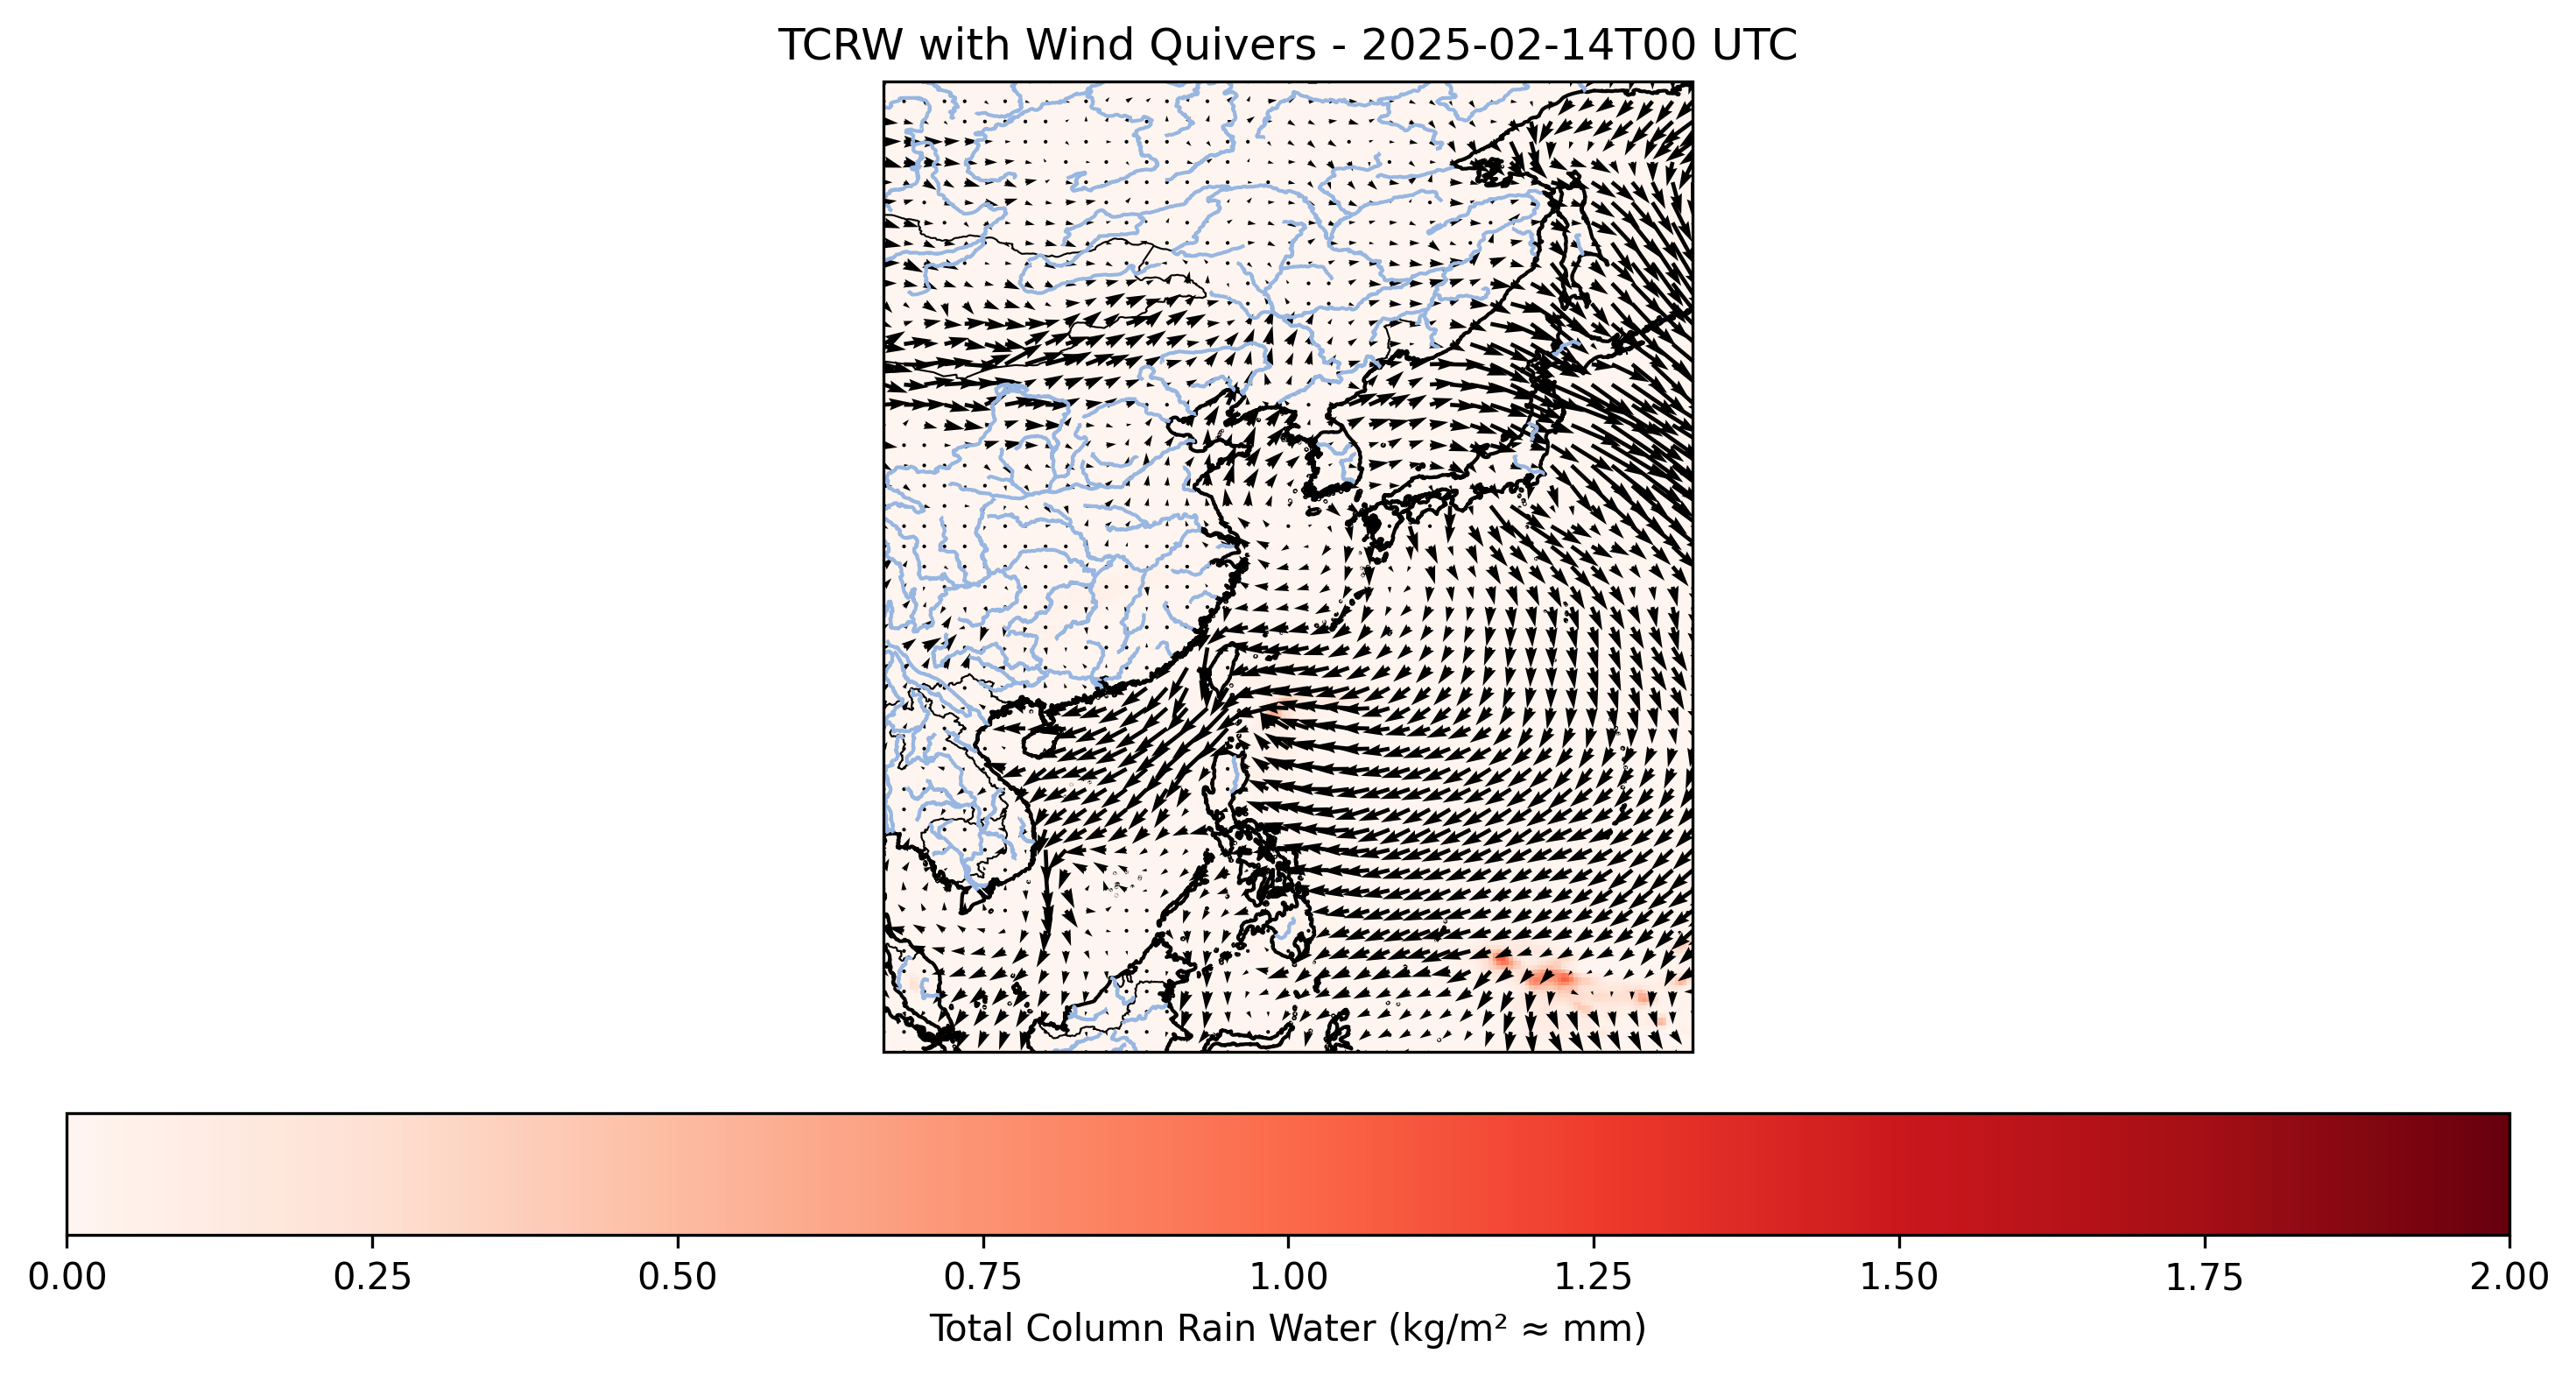 TCRW with Wind Quivers - 2025-02-14T00 UTC
0.00 0.25 0.50 0.75 1.00 1.25 1.50 1.75 2.00
Total Column Rain Water (kg/m² ≈ mm)